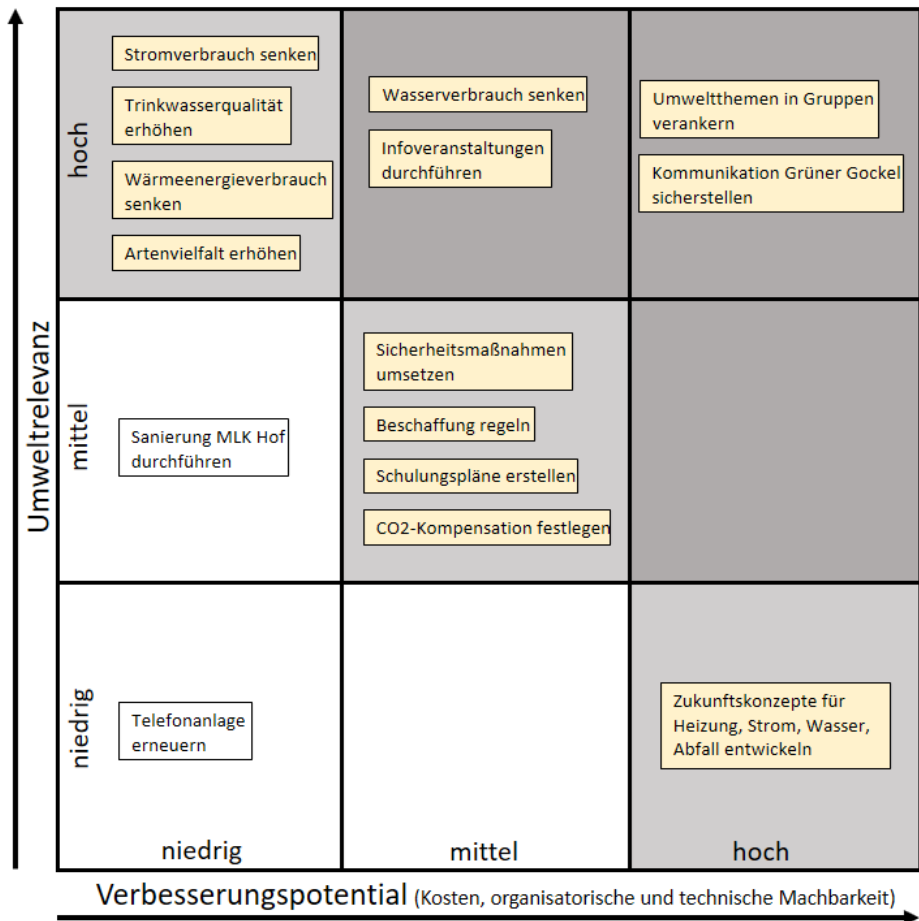 Umweltrelevanz
hoch
Stromverbrauch senken
Trinkwasserqualität
erhöhen
Wärmeenergieverbrauch
senken
Artenvielfalt erhöhen
Wasserverbrauch senken
Infoveranstaltungen
durchführen
Umweltthemen in Gruppen
verankern
Kommunikation Grüner Gockel
sicherstellen
mittel
Sanierung MLK Hof
durchführen
Sicherheitsmaßnahmen
umsetzen
Beschaffung regeln
Schulungspläne erstellen
CO2-Kompensation festlegen
niedrig
Telefonanlage
erneuern
Zukunftskonzepte für
Heizung, Strom, Wasser,
Abfall entwickeln
niedrig
mittel
hoch
Verbesserungspotential (Kosten, organisatorische und technische Machbarkeit)